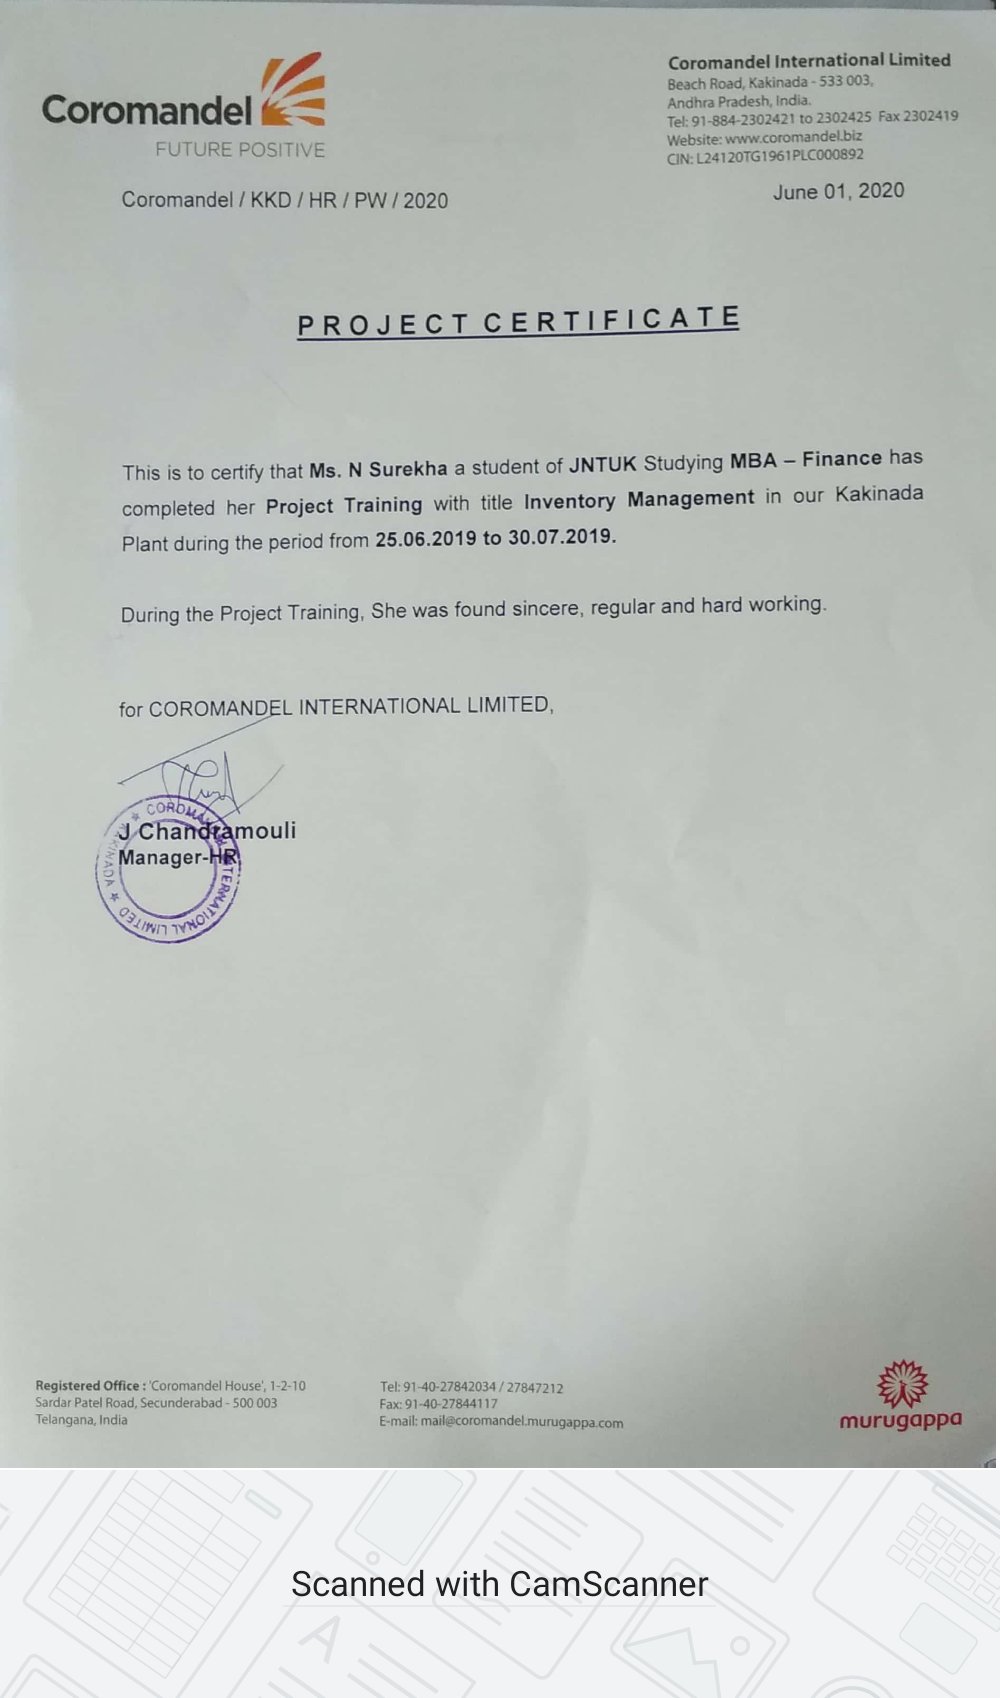 Coromandel
FUTURE POSITIVE
Coromandel International Limited
Beach Road, Kakinada - 533 003,
Andhra Pradesh, India.
Tel: 91-884-2302421 to 2302425 Fax 2302419
Website: www.coromandel.biz
CIN: L24120TG1961PLC000892
Coromandel / KKD / HR / PW / 2020
June 01, 2020
PROJECT CERTIFICATE
This is to certify that Ms. N Surekha a student of JNTUK Studying MBA – Finance has
completed her Project Training with title Inventory Management in our Kakinada
Plant during the period from 25.06.2019 to 30.07.2019.
During the Project Training, She was found sincere, regular and hard working.
for COROMANDEL INTERNATIONAL LIMITED,
J Chandramouli
Manager-HR
COROMANDEL INTERNATIONAL LIMITED ★ KAKINADA ★
Registered Office : 'Coromandel House', 1-2-10
Sardar Patel Road, Secunderabad - 500 003
Telangana, India
Tel: 91-40-27842034 / 27847212
Fax: 91-40-27844117
E-mail: mail@coromandel.murugappa.com
murugappa
Scanned with CamScanner